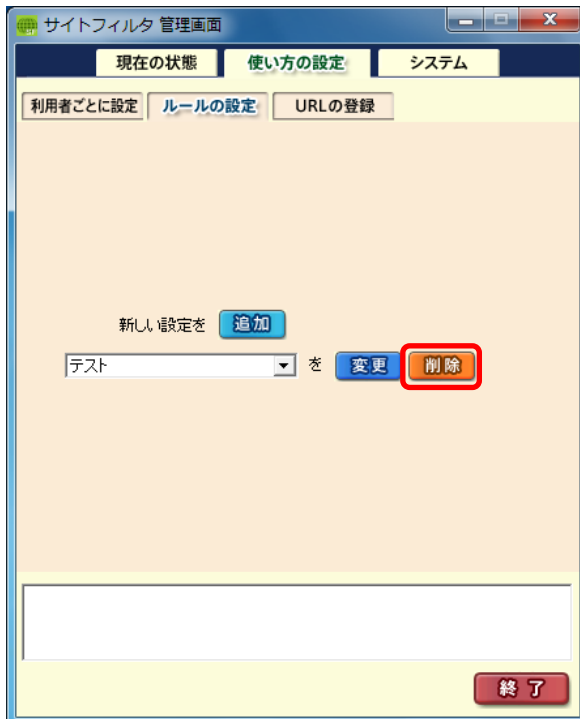 サイトフィルタ 管理画面
現在の状態 使い方の設定 システム
利用者ごとに設定 ルールの設定 URLの登録
新しい設定を 追加
テスト を 変更 削除
終了